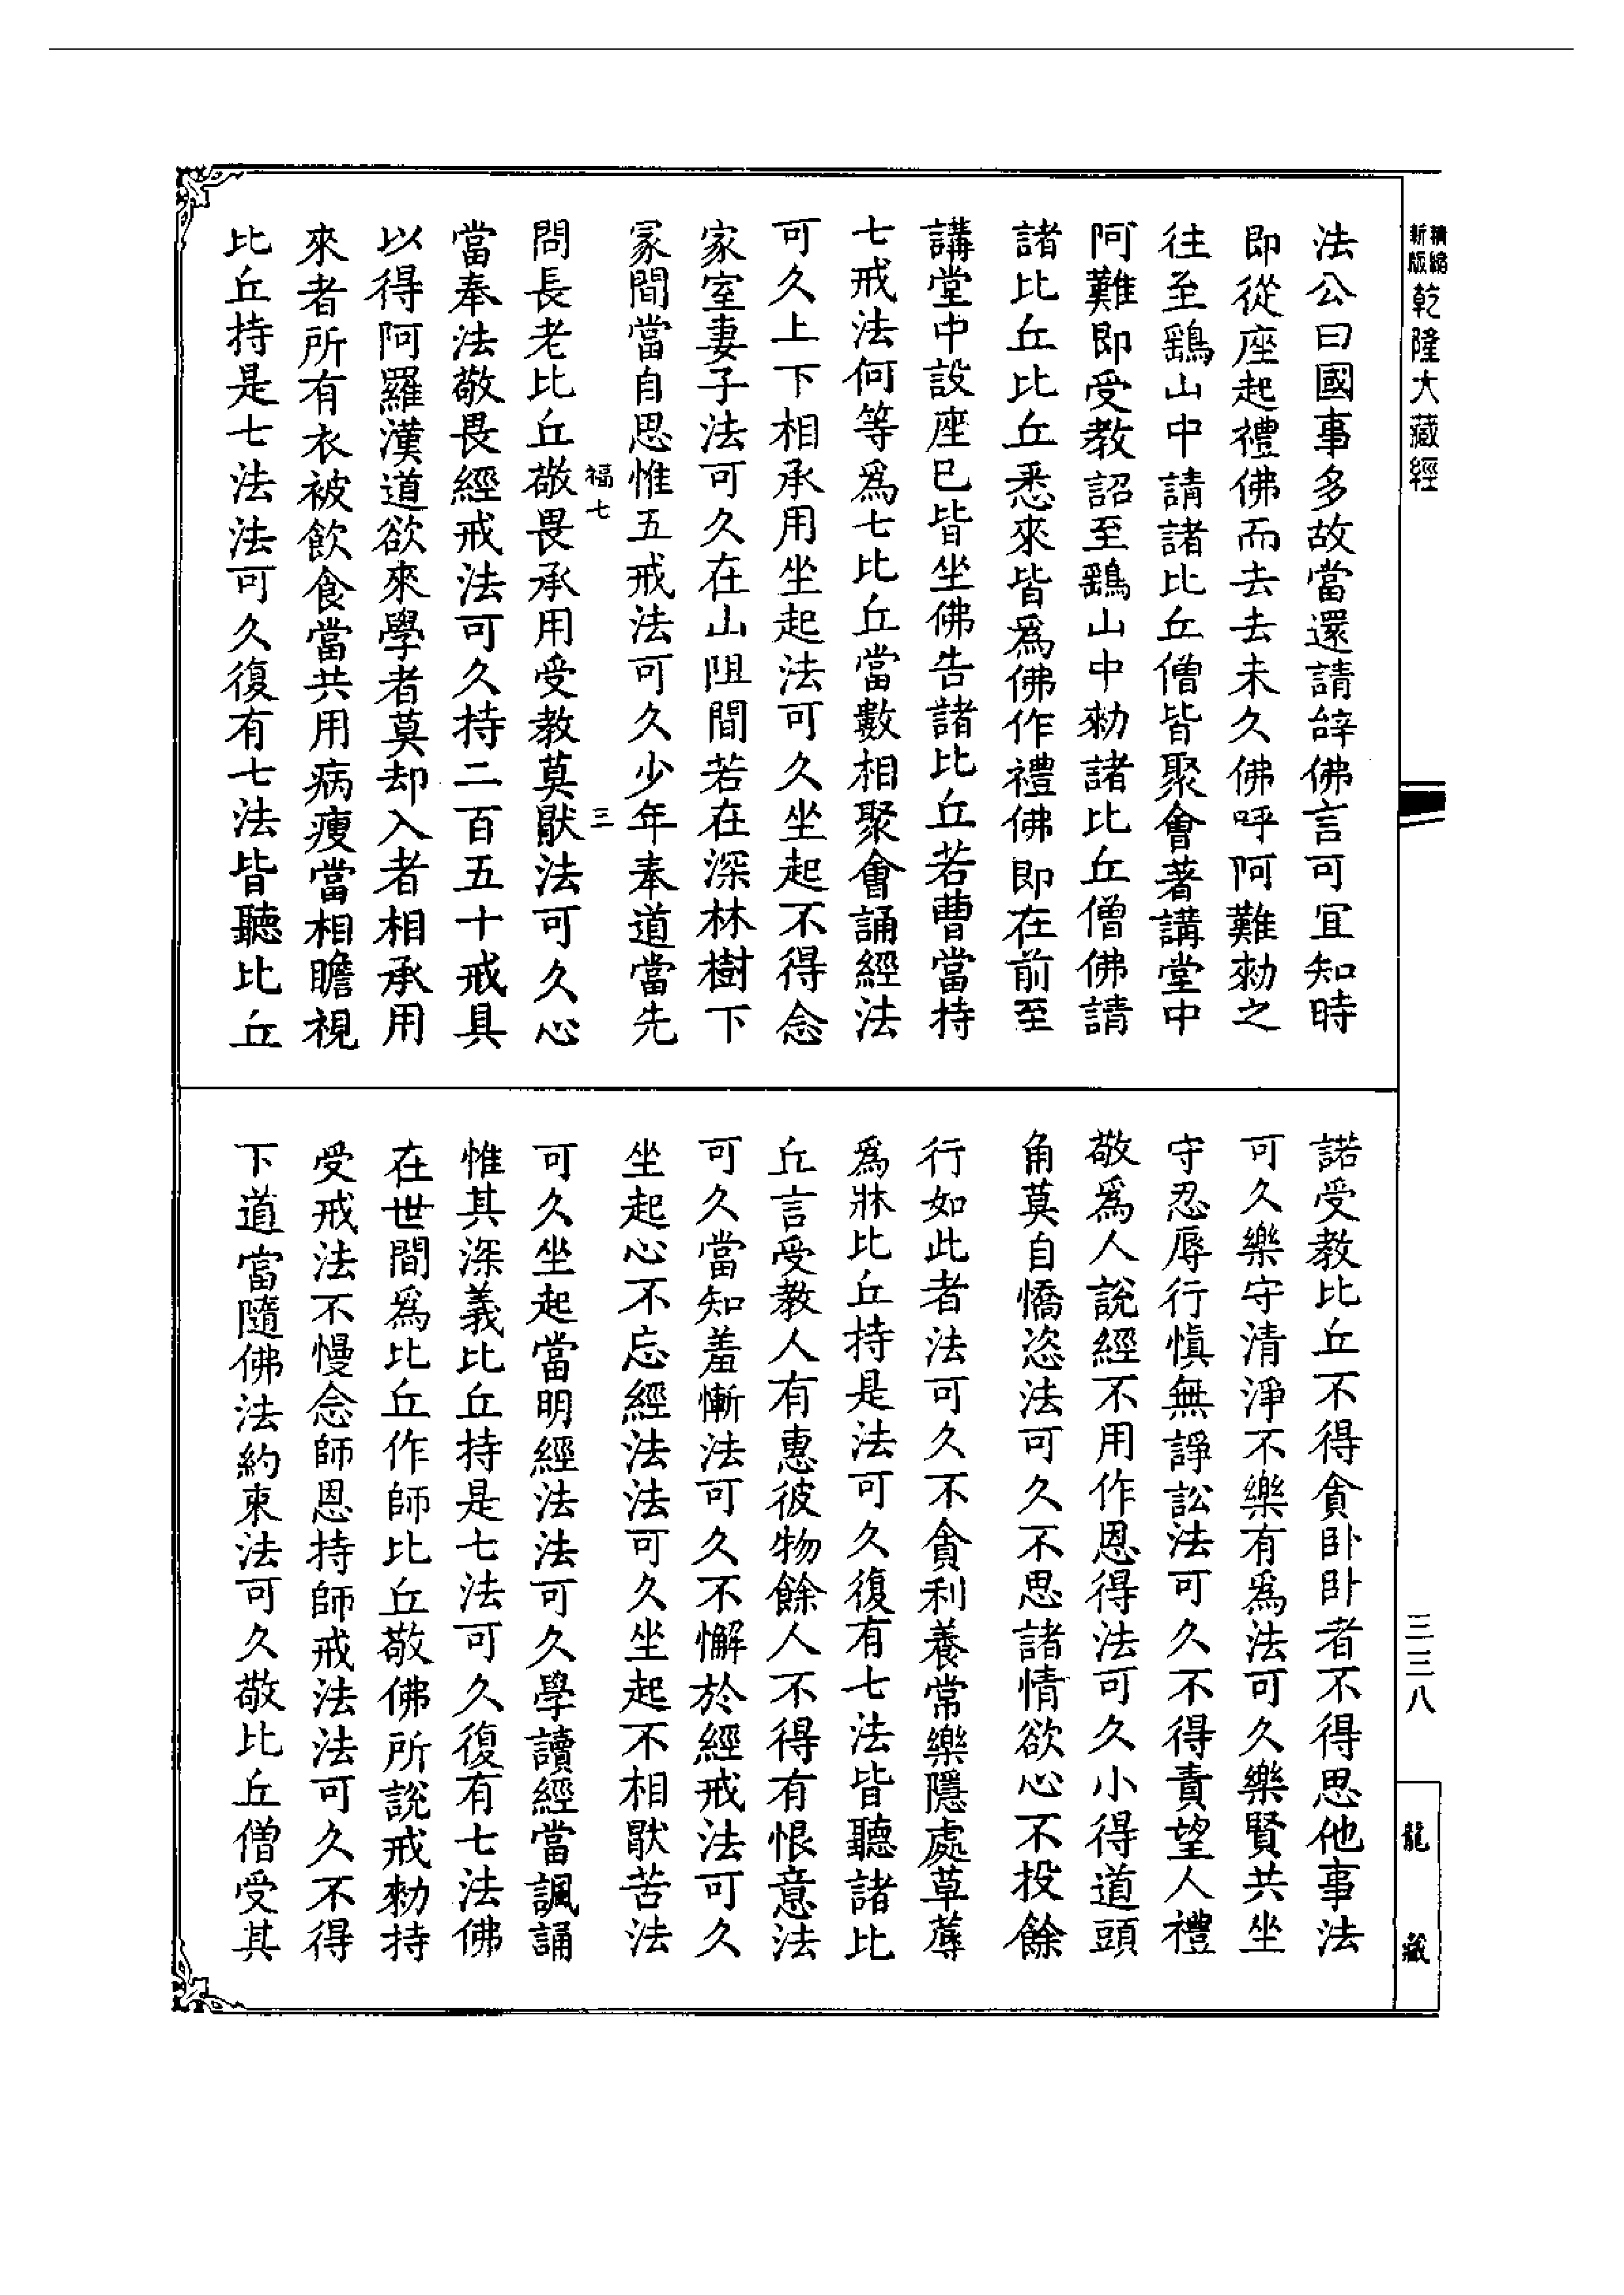 精縮新版乾隆大藏經
法公曰國事多故當還請辝佛言可宜知時
即從座起禮佛而去去未久佛呼阿難勑之
往至鷂山中請諸比丘僧皆聚會著講堂中
阿難即受教詔至鷂山中勑諸比丘僧佛請
諸比丘比丘悉來皆爲佛作禮佛即在前至
講堂中設座已皆坐佛告諸比丘若曹當持
七戒法何等爲七比丘當數相聚會誦經法
可久上下相承用坐起法可久坐起不得念
家室妻子法可久在山阻間若在深林樹下
冢間當自思惟五戒法可久少年奉道當先
福七
三
問長老比丘敬畏承用受教莫猒法可久心
當奉法敬畏經戒法可久持二百五十戒具
以得阿羅漢道欲來學者莫却入者相承用
來者所有衣被飲食當共用病瘦當相瞻視
比丘持是七法法可久復有七法皆聽比丘
諾受教比丘不得貪卧卧者不得思他事法
可久樂守清淨不樂有爲法可久樂賢共坐
守忍辱行慎無諍訟法可久不得責望人禮
敬爲人說經不用作恩得法可久小得道頭
角莫自憍恣法可久不思諸情欲心不投餘
行如此者法可久不貪利養常樂隱處草蓐
爲牀比丘持是法可久復有七法皆聽諸比
丘言受教人有惠彼物餘人不得有恨意法
可久當知羞慚法可久不懈於經戒法可久
坐起心不忘經法法可久坐起不相猒苦法
可久坐起當明經法法可久學讀經當諷誦
惟其深義比丘持是七法可久復有七法佛
在世間爲比丘作師比丘敬佛所說戒勑持
受戒法不慢念師恩持師戒法法可久不得
下道當隨佛法約束法可久敬比丘僧受其
三三八
龍藏